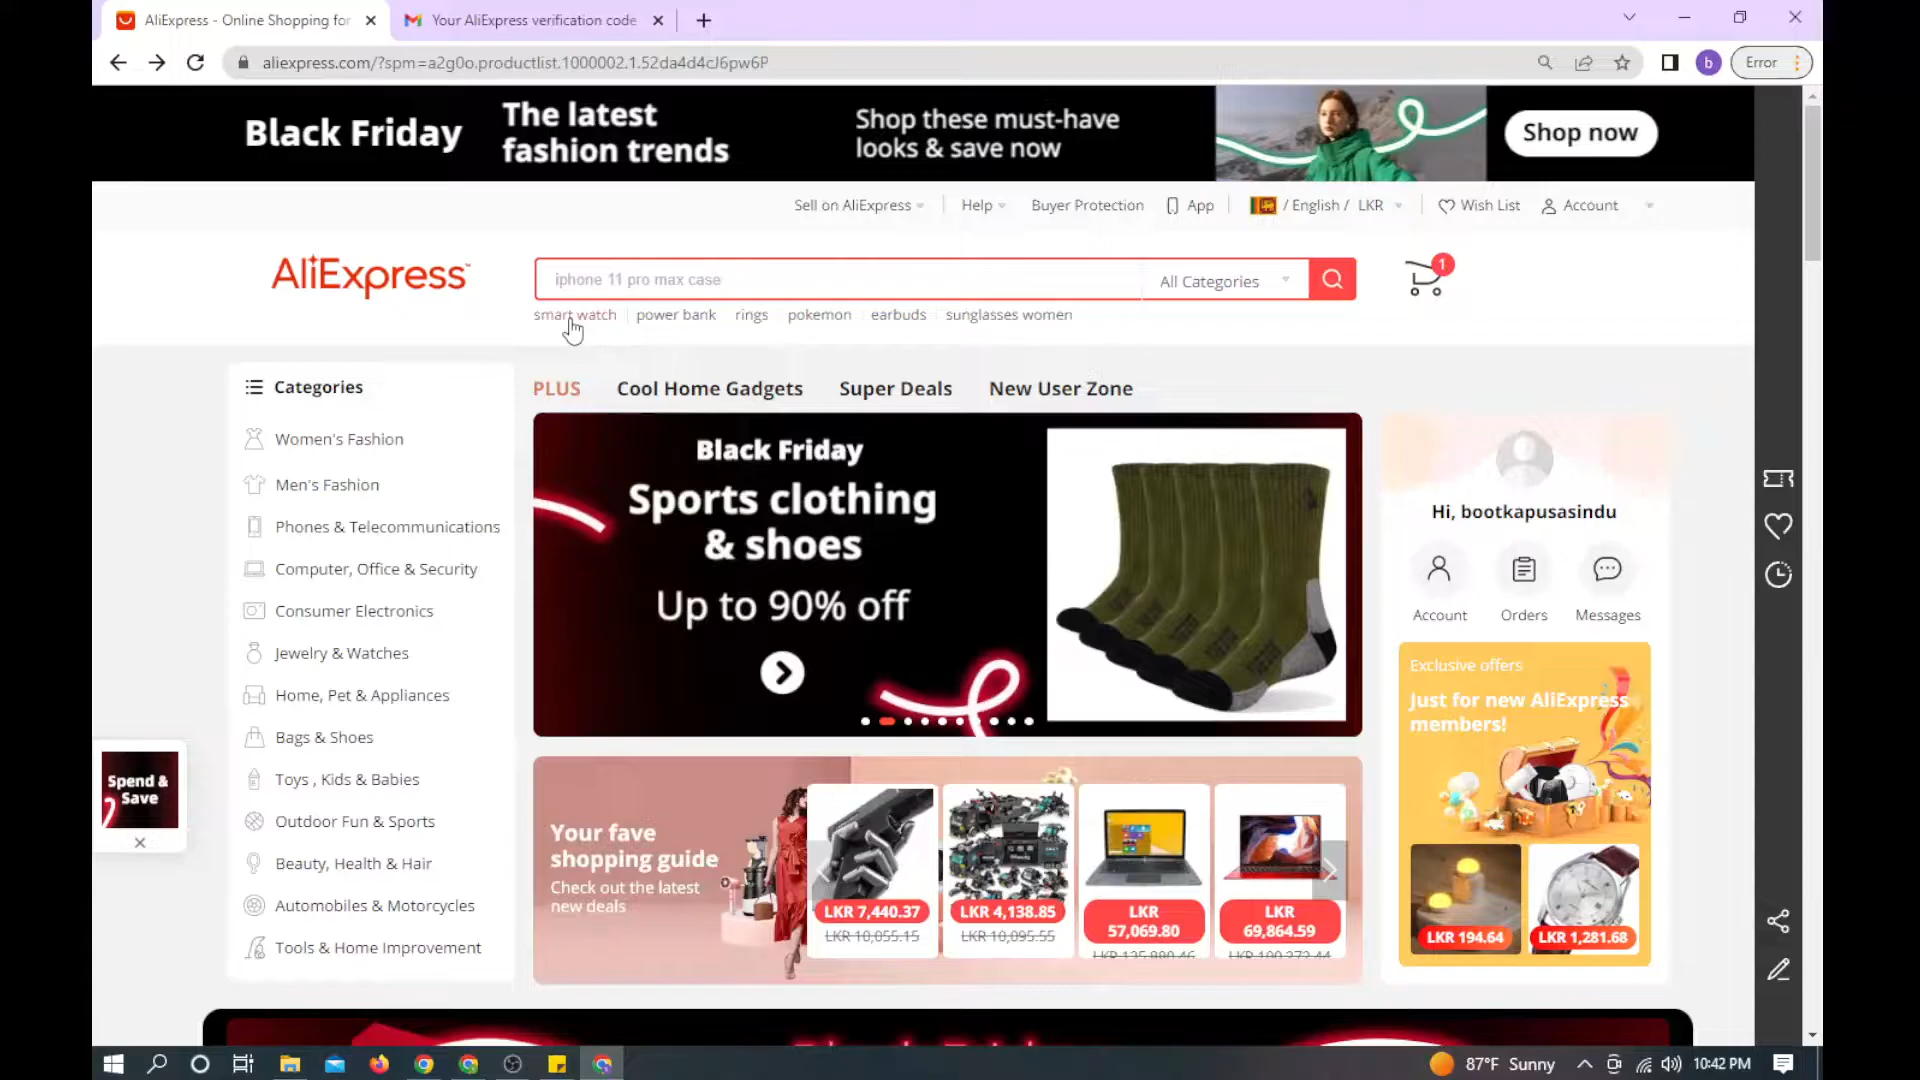 AliExpress - Online Shopping for
Your AliExpress verification code
aliexpress.com/?spm=a2g0o.productlist.1000002.1.52da4d4cJ6pw6P
b
Error
Black Friday
The latest
fashion trends
Shop these must-have
looks & save now
Shop now
Sell on AliExpress
Help
Buyer Protection
App
/ English / LKR
Wish List
Account
AliExpress
iphone 11 pro max case
All Categories
1
smart watch
power bank
rings
pokemon
earbuds
sunglasses women
Categories
Women's Fashion
Men's Fashion
Phones & Telecommunications
Computer, Office & Security
Consumer Electronics
Jewelry & Watches
Home, Pet & Appliances
Bags & Shoes
Toys , Kids & Babies
Outdoor Fun & Sports
Beauty, Health & Hair
Automobiles & Motorcycles
Tools & Home Improvement
PLUS
Cool Home Gadgets
Super Deals
New User Zone
Black Friday
Sports clothing
& shoes
Up to 90% off
Hi, bootkapusasindu
Account
Orders
Messages
Exclusive offers
Just for new AliExpress
members!
LKR 194.64
LKR 1,281.68
Spend &
Save
Your fave
shopping guide
Check out the latest
new deals
LKR 7,440.37
LKR 10,055.15
LKR 4,138.85
LKR 10,095.55
LKR
57,069.80
LKR
69,864.59
87°F Sunny
10:42 PM